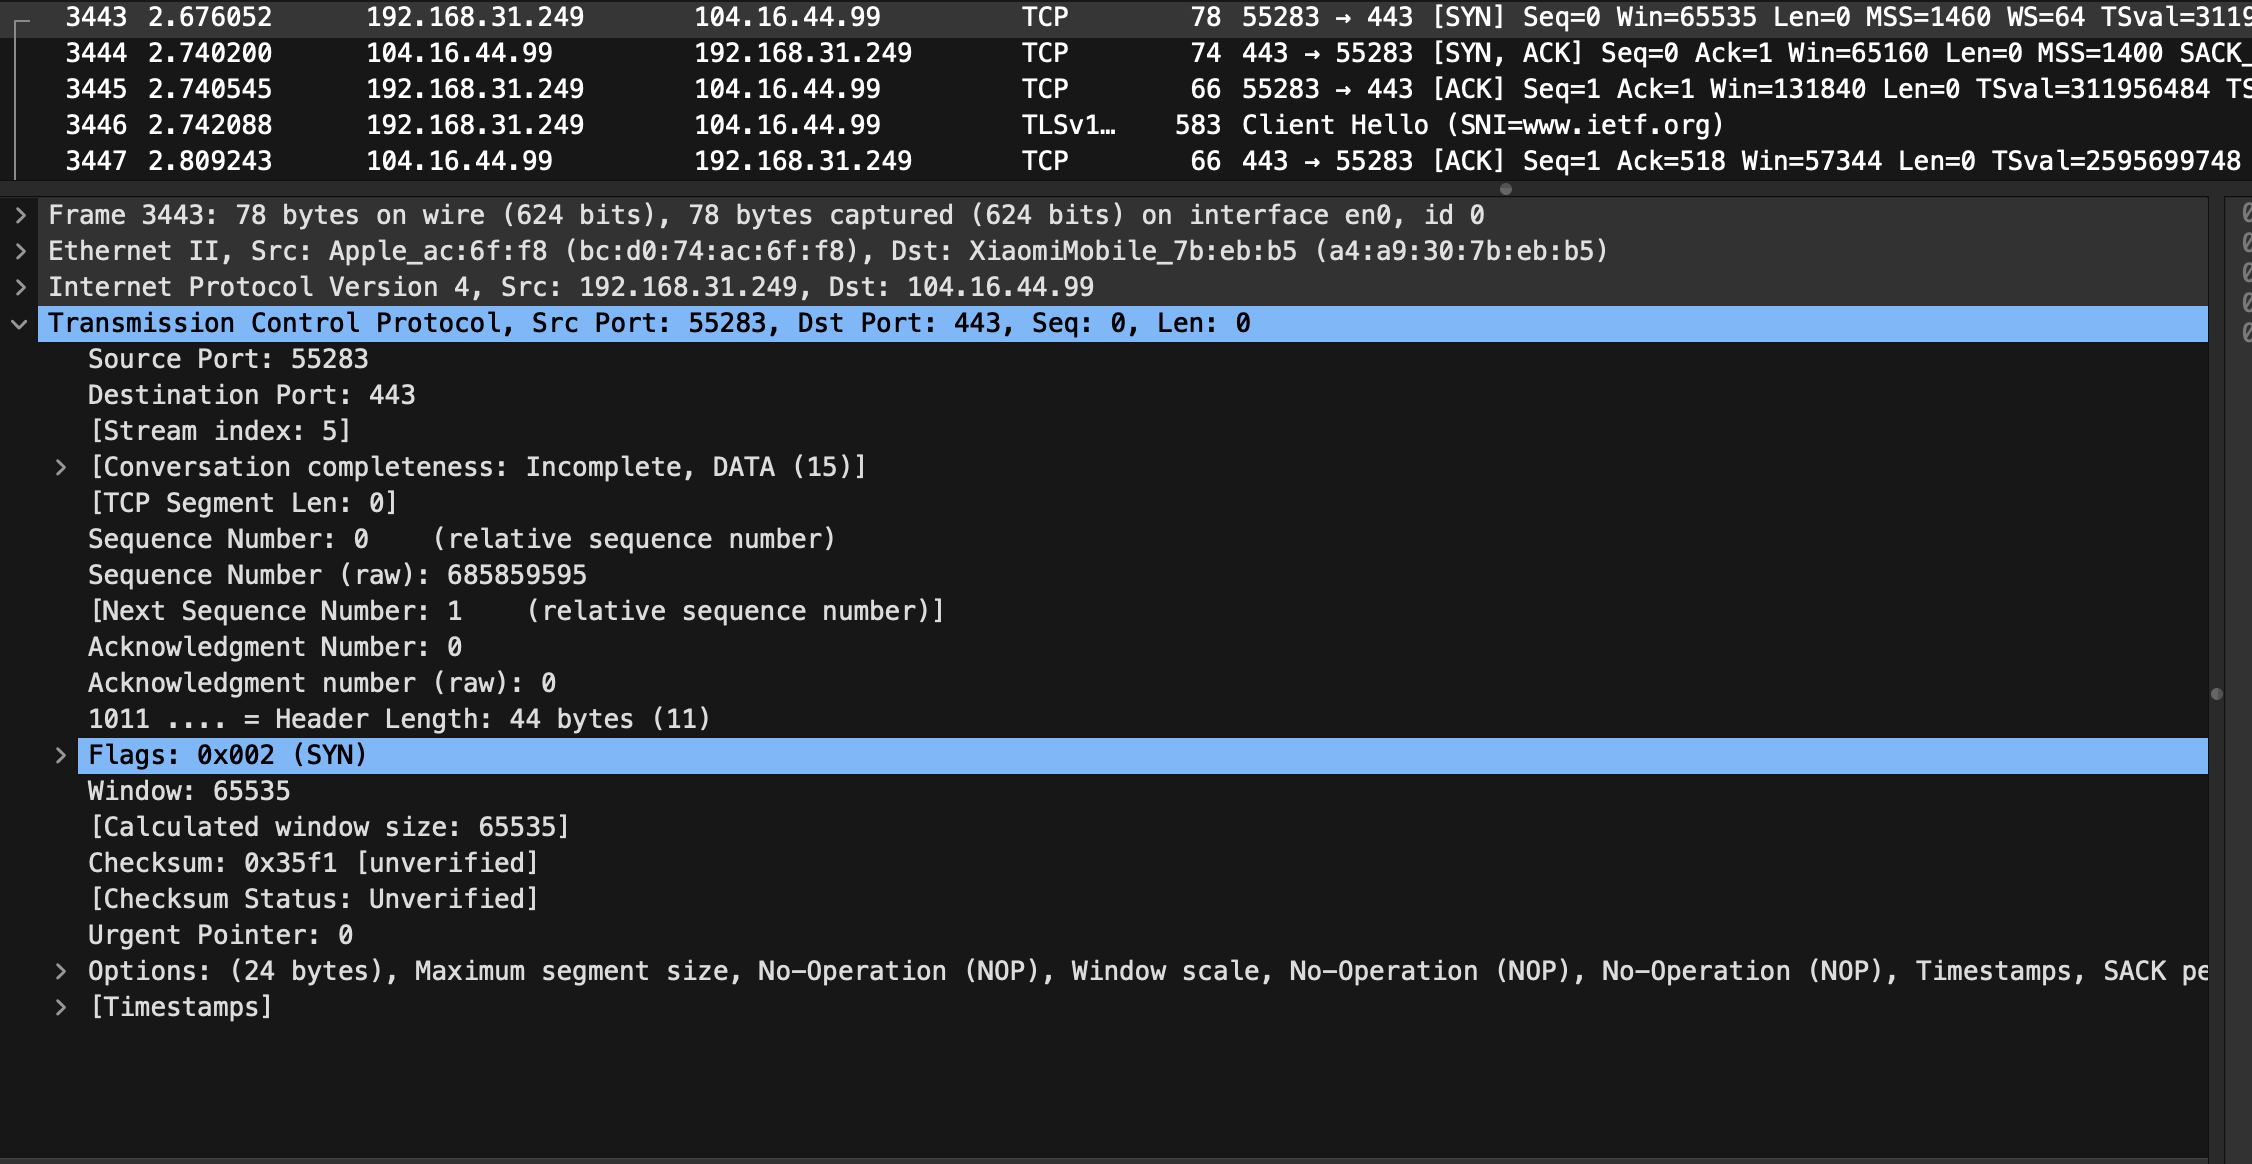 3443 2.676052 192.168.31.249 104.16.44.99 TCP 78 55283 → 443 [SYN] Seq=0 Win=65535 Len=0 MSS=1460 WS=64 TSval=3119
3444 2.740200 104.16.44.99 192.168.31.249 TCP 74 443 → 55283 [SYN, ACK] Seq=0 Ack=1 Win=65160 Len=0 MSS=1400 SACK_
3445 2.740545 192.168.31.249 104.16.44.99 TCP 66 55283 → 443 [ACK] Seq=1 Ack=1 Win=131840 Len=0 TSval=311956484 TS
3446 2.742088 192.168.31.249 104.16.44.99 TLSv1… 583 Client Hello (SNI=www.ietf.org)
3447 2.809243 104.16.44.99 192.168.31.249 TCP 66 443 → 55283 [ACK] Seq=1 Ack=518 Win=57344 Len=0 TSval=2595699748
Frame 3443: 78 bytes on wire (624 bits), 78 bytes captured (624 bits) on interface en0, id 0
Ethernet II, Src: Apple_ac:6f:f8 (bc:d0:74:ac:6f:f8), Dst: XiaomiMobile_7b:eb:b5 (a4:a9:30:7b:eb:b5)
Internet Protocol Version 4, Src: 192.168.31.249, Dst: 104.16.44.99
Transmission Control Protocol, Src Port: 55283, Dst Port: 443, Seq: 0, Len: 0
Source Port: 55283
Destination Port: 443
[Stream index: 5]
[Conversation completeness: Incomplete, DATA (15)]
[TCP Segment Len: 0]
Sequence Number: 0    (relative sequence number)
Sequence Number (raw): 685859595
[Next Sequence Number: 1    (relative sequence number)]
Acknowledgment Number: 0
Acknowledgment number (raw): 0
1011 .... = Header Length: 44 bytes (11)
Flags: 0x002 (SYN)
Window: 65535
[Calculated window size: 65535]
Checksum: 0x35f1 [unverified]
[Checksum Status: Unverified]
Urgent Pointer: 0
Options: (24 bytes), Maximum segment size, No-Operation (NOP), Window scale, No-Operation (NOP), No-Operation (NOP), Timestamps, SACK pe
[Timestamps]